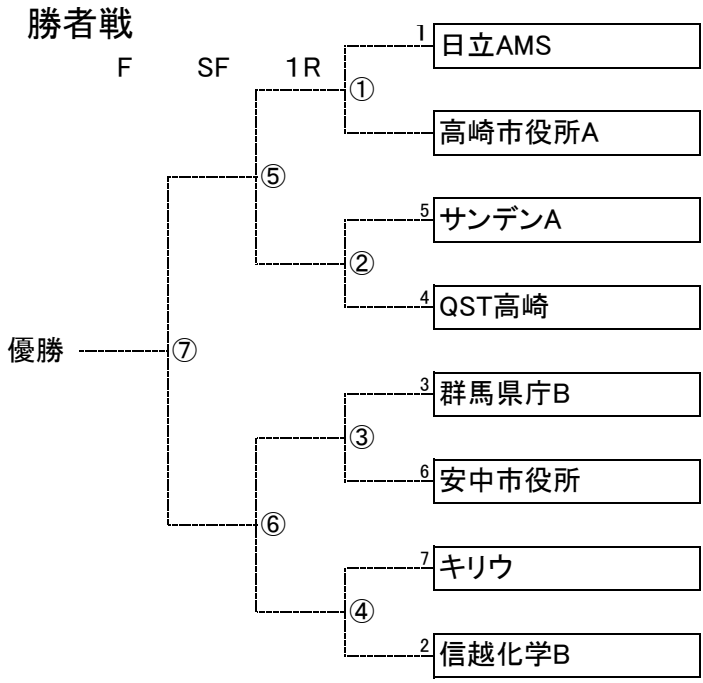 勝者戦
F SF 1R
1 日立AMS
①
高崎市役所A
⑤
5 サンデンA
②
4 QST高崎
優勝 ⑦
3 群馬県庁B
③
6 安中市役所
⑥
7 キリウ
④
2 信越化学B